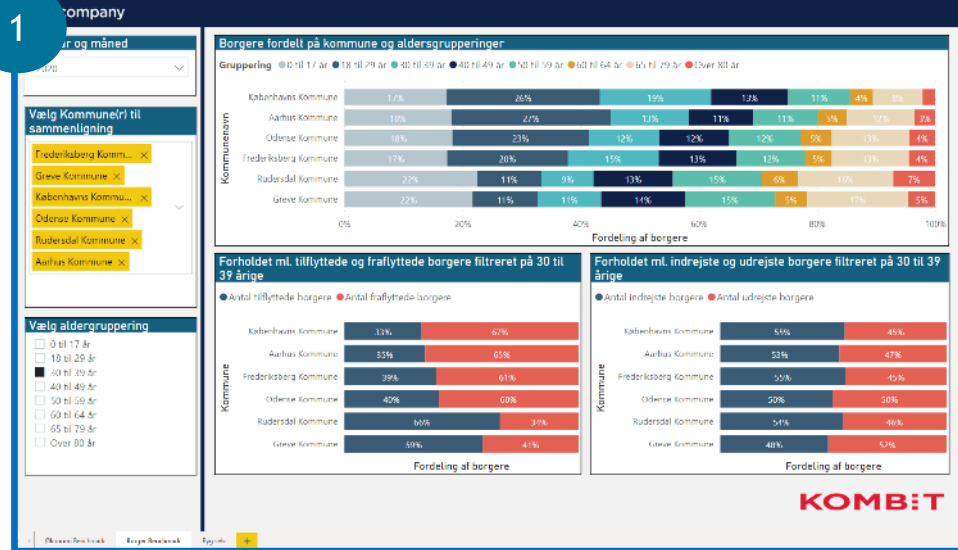 1
company
år og måned
2020
Vælg Kommune(r) til
sammenligning
Frederiksberg Komm... ×
Greve Kommune ×
Københavns Kommu... ×
Odense Kommune ×
Rudersdal Kommune ×
Aarhus Kommune ×
Vælg aldergruppering
0 til 17 år
18 til 29 år
30 til 39 år
40 til 49 år
50 til 59 år
60 til 64 år
65 til 79 år
Over 80 år
Borgere fordelt på kommune og aldersgrupperinger
Gruppering 0 til 17 år 18 til 29 år 30 til 39 år 40 til 49 år 50 til 59 år 60 til 64 år 65 til 79 år Over 80 år
Kommunenavn
Københavns Kommune 17% 26% 19% 13% 11% 4% 8%
Aarhus Kommune 18% 27% 13% 11% 11% 5% 12% 3%
Odense Kommune 18% 23% 12% 12% 12% 5% 13% 4%
Frederiksberg Kommune 17% 20% 15% 13% 12% 5% 13% 4%
Rudersdal Kommune 22% 11% 9% 13% 15% 6% 16% 7%
Greve Kommune 22% 11% 11% 14% 15% 5% 17% 5%
0% 20% 40% 60% 80% 100%
Fordeling af borgere
Forholdet ml. tilflyttede og fraflyttede borgere filtreret på 30 til
39 årige
Antal tilflyttede borgere Antal fraflyttede borgere
Kommune
Københavns Kommune 33% 67%
Aarhus Kommune 35% 65%
Frederiksberg Kommune 39% 61%
Odense Kommune 40% 60%
Rudersdal Kommune 66% 34%
Greve Kommune 59% 41%
Fordeling af borgere
Forholdet ml. indrejste og udrejste borgere filtreret på 30 til 39
årige
Antal indrejste borgere Antal udrejste borgere
Kommune
Københavns Kommune 55% 45%
Aarhus Kommune 53% 47%
Frederiksberg Kommune 55% 45%
Odense Kommune 50% 50%
Rudersdal Kommune 54% 46%
Greve Kommune 48% 52%
Fordeling af borgere
KOMBIT
Økonomi Benchmark Borger Benchmark +